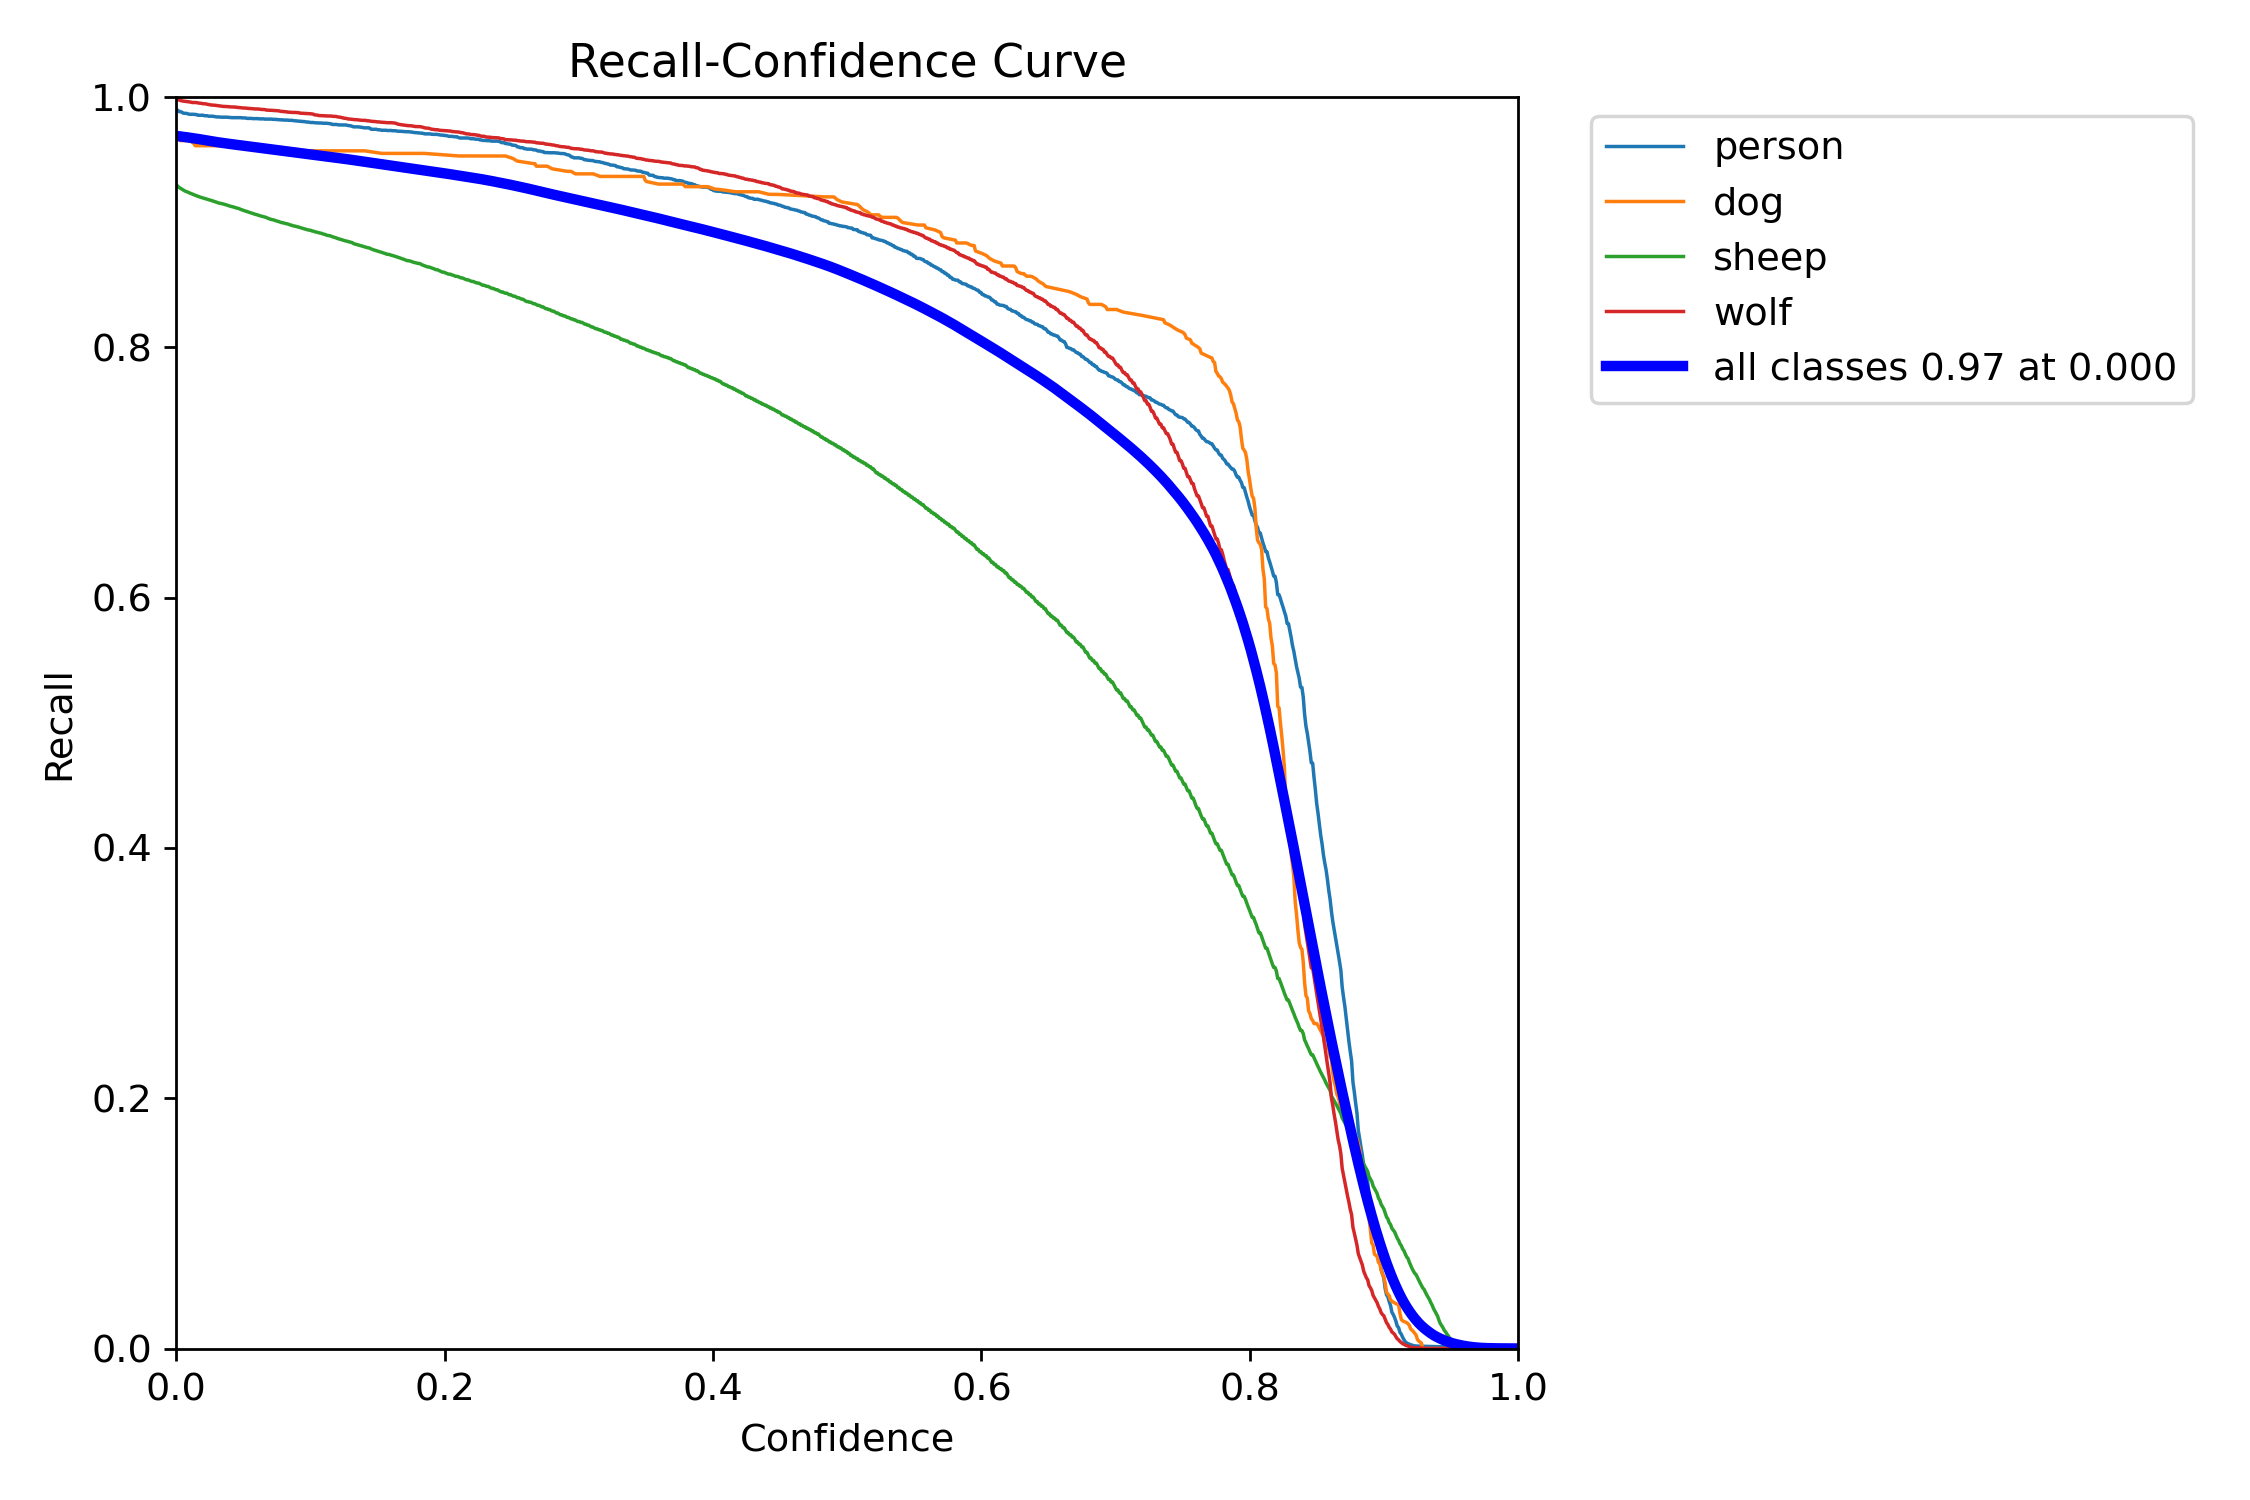 Recall-Confidence Curve
1.0
0.8
0.6
0.4
0.2
0.0
Recall
0.0 0.2 0.4 0.6 0.8 1.0
Confidence
person
dog
sheep
wolf
all classes 0.97 at 0.000